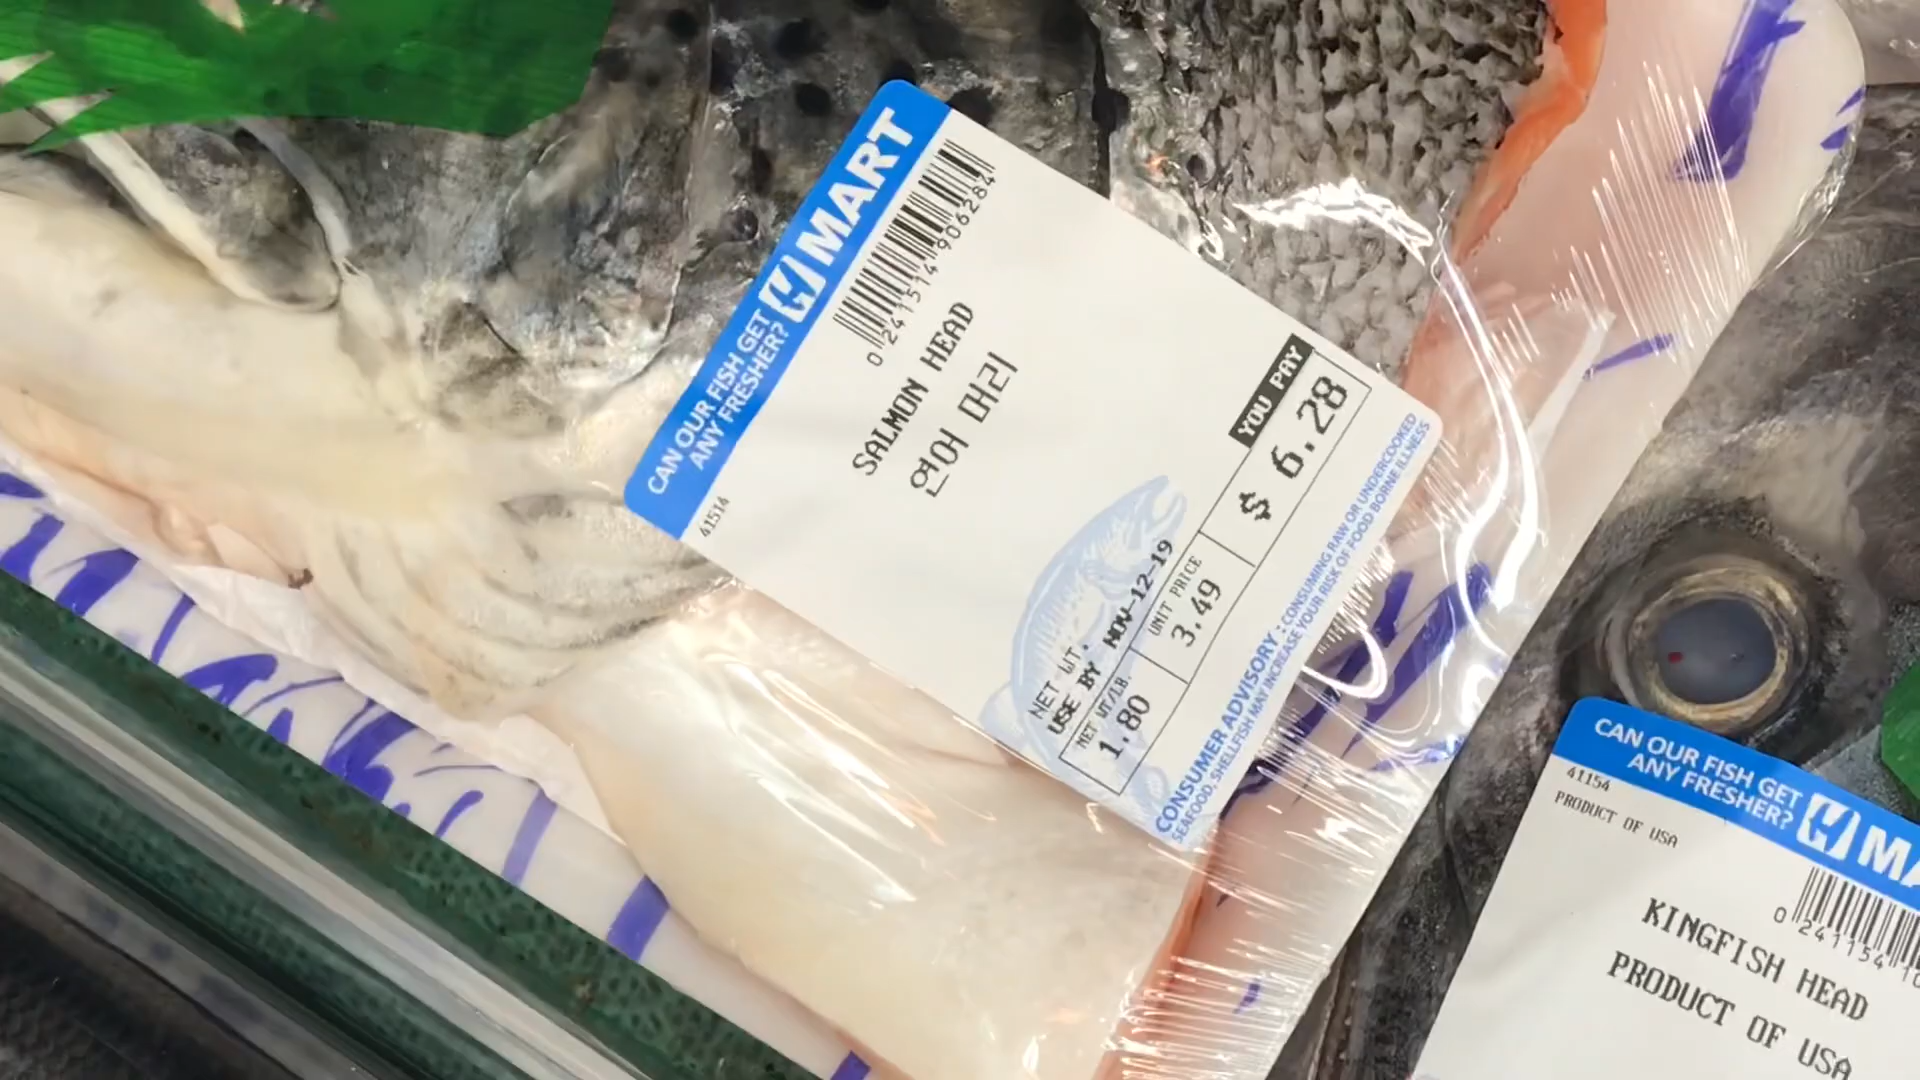 CAN OUR FISH GET
ANY FRESHER?
H MART
0 241514 906284
41514
SALMON HEAD
연어 머리
NET WT.
USE BY NOV-12-19
NET WT/LB.
1.80
UNIT PRICE
3.49
YOU PAY
$ 6.28
CONSUMER ADVISORY : CONSUMING RAW OR UNDERCOOKED
SEAFOOD, SHELLFISH MAY INCREASE YOUR RISK OF FOOD BORNE ILLNESS
CAN OUR FISH GET
ANY FRESHER?
H MA
41154
PRODUCT OF USA
0 241154 10
KINGFISH HEAD
PRODUCT OF USA